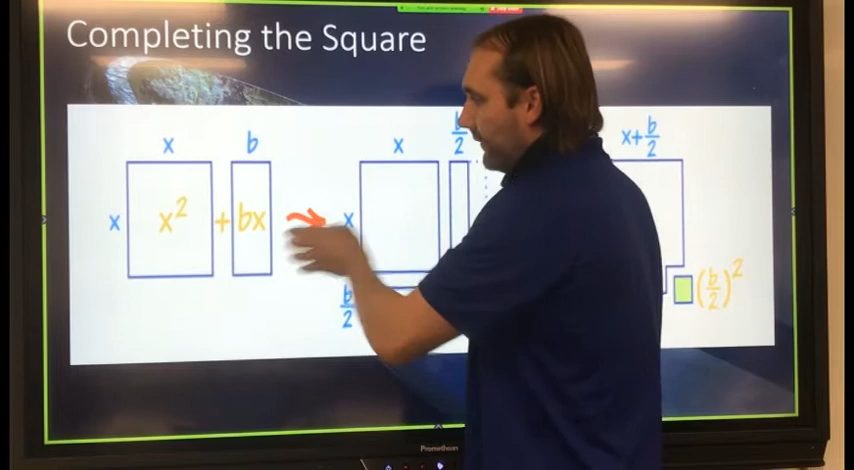 Completing the Square
x b x b/2 x+b/2
x x² + bx x
b/2 (b/2)²
Promethean